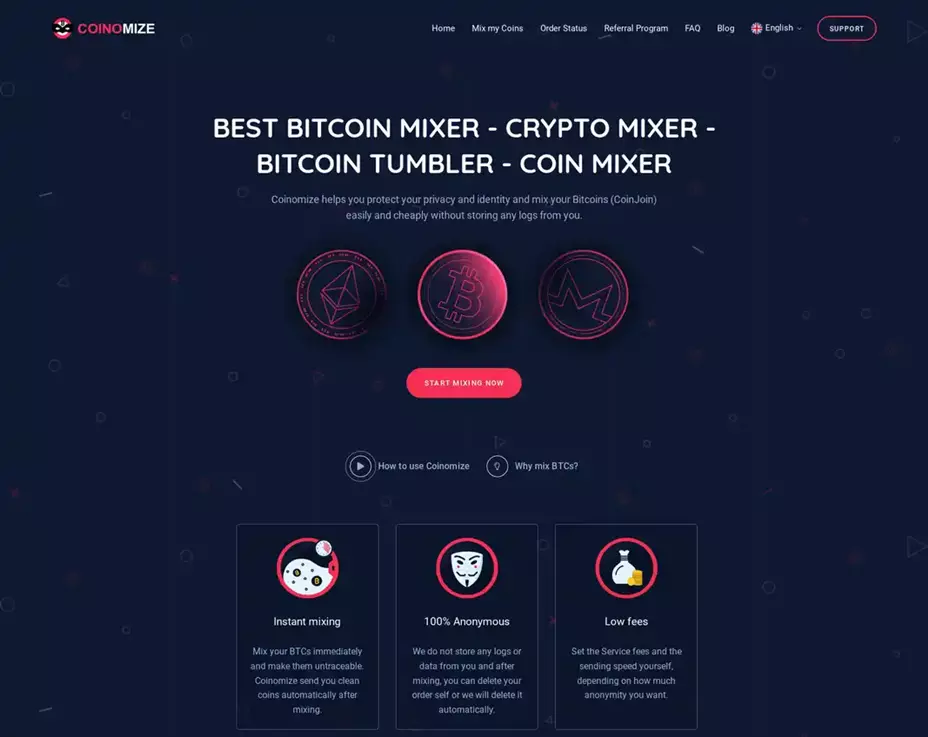 COINOMIZE
Home Mix my Coins Order Status Referral Program FAQ Blog English SUPPORT
BEST BITCOIN MIXER - CRYPTO MIXER -
BITCOIN TUMBLER - COIN MIXER
Coinomize helps you protect your privacy and identity and mix your Bitcoins (CoinJoin)
easily and cheaply without storing any logs from you.
START MIXING NOW
How to use Coinomize Why mix BTCs?
Instant mixing
Mix your BTCs immediately
and make them untraceable.
Coinomize send you clean
coins automatically after
mixing.
100% Anonymous
We do not store any logs or
data from you and after
mixing, you can delete your
order self or we will delete it
automatically.
Low fees
Set the Service fees and the
sending speed yourself,
depending on how much
anonymity you want.